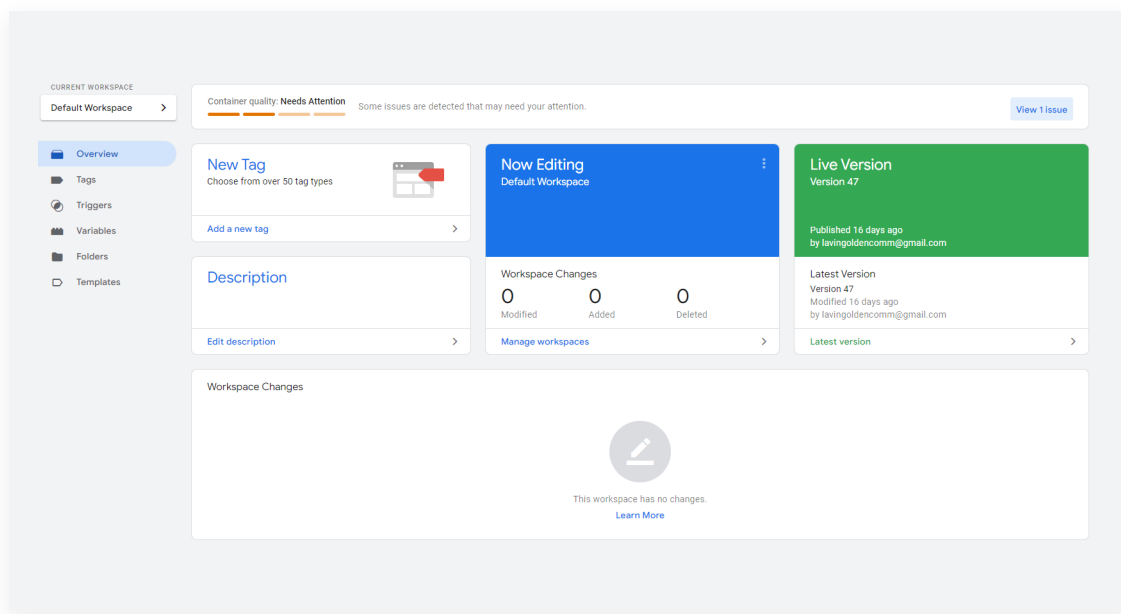 CURRENT WORKSPACE
Default Workspace
Overview
Tags
Triggers
Variables
Folders
Templates
Container quality: Needs Attention
Some issues are detected that may need your attention.
View 1 issue
New Tag
Choose from over 50 tag types
Add a new tag
Description
Edit description
Now Editing
Default Workspace
Workspace Changes
0 0 0
Modified Added Deleted
Manage workspaces
Live Version
Version 47
Published 16 days ago
by lavingoldencomm@gmail.com
Latest Version
Version 47
Modified 16 days ago
by lavingoldencomm@gmail.com
Latest version
Workspace Changes
This workspace has no changes.
Learn More